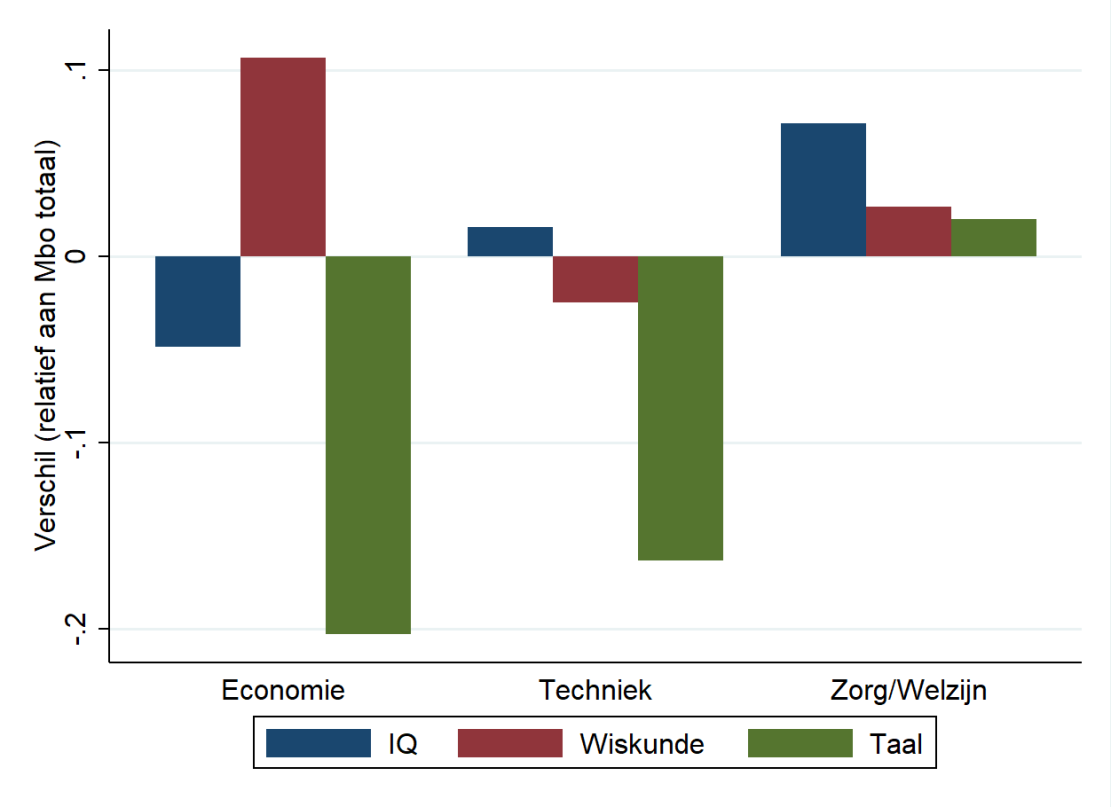 Verschil (relatief aan Mbo totaal)
.1
0
-.1
-.2
Economie Techniek Zorg/Welzijn
IQ Wiskunde Taal